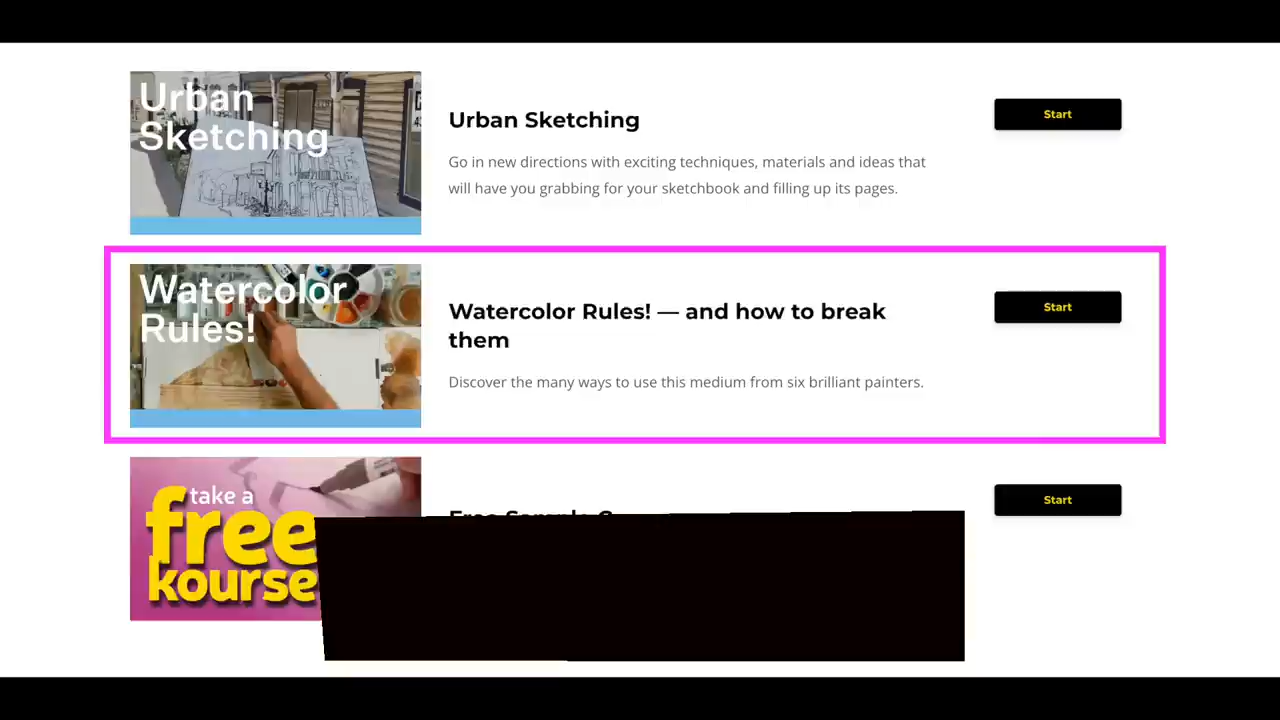 Urban
Sketching
Urban Sketching
Go in new directions with exciting techniques, materials and ideas that
will have you grabbing for your sketchbook and filling up its pages.
Start
Watercolor
Rules!
Watercolor Rules! — and how to break
them
Discover the many ways to use this medium from six brilliant painters.
Start
take a
free
kourse
Free Sample
Start